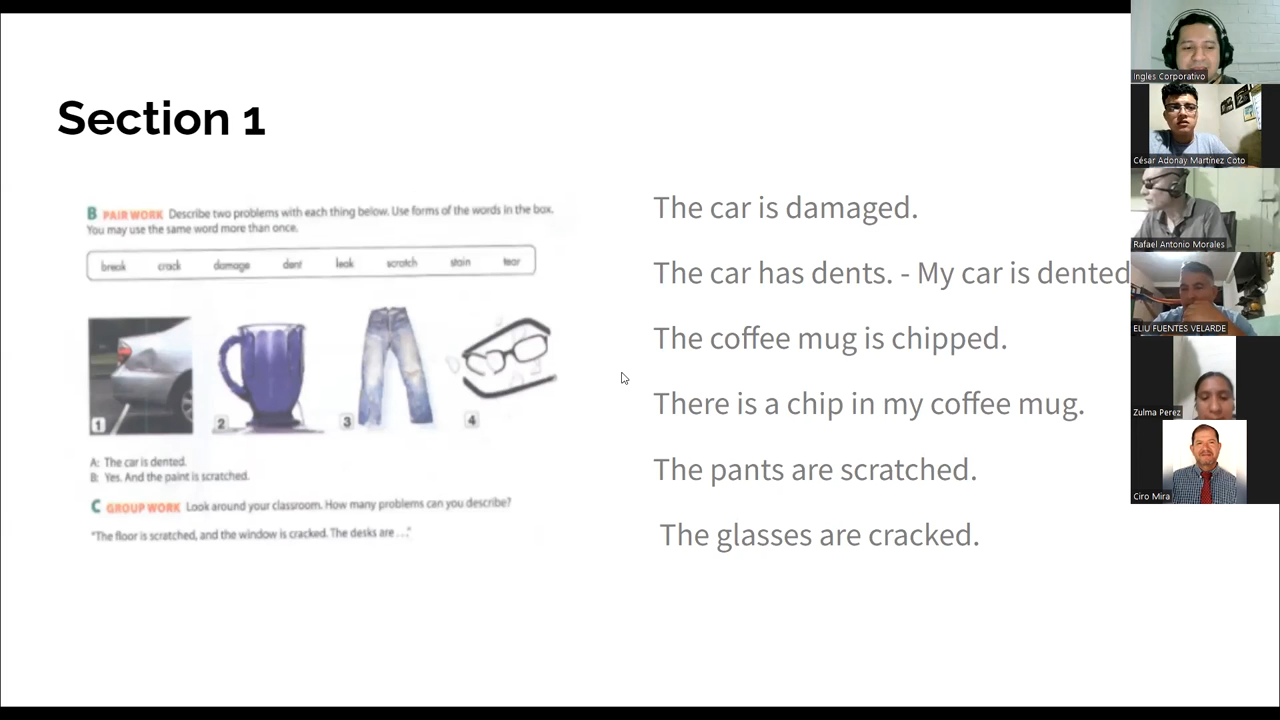 Section 1
B PAIR WORK Describe two problems with each thing below. Use forms of the words in the box.
You may use the same word more than once.
break crack damage dent leak scratch stain tear
1 2 3 4
A: The car is dented.
B: Yes. And the paint is scratched.
C GROUP WORK Look around your classroom. How many problems can you describe?
"The floor is scratched, and the window is cracked. The desks are ..."
The car is damaged.
The car has dents. - My car is dented
The coffee mug is chipped.
There is a chip in my coffee mug.
The pants are scratched.
The glasses are cracked.
Ingles Corporativo
César Adonay Martínez Coto
Rafael Antonio Morales
ELIU FUENTES VELARDE
Zulma Perez
Ciro Mira